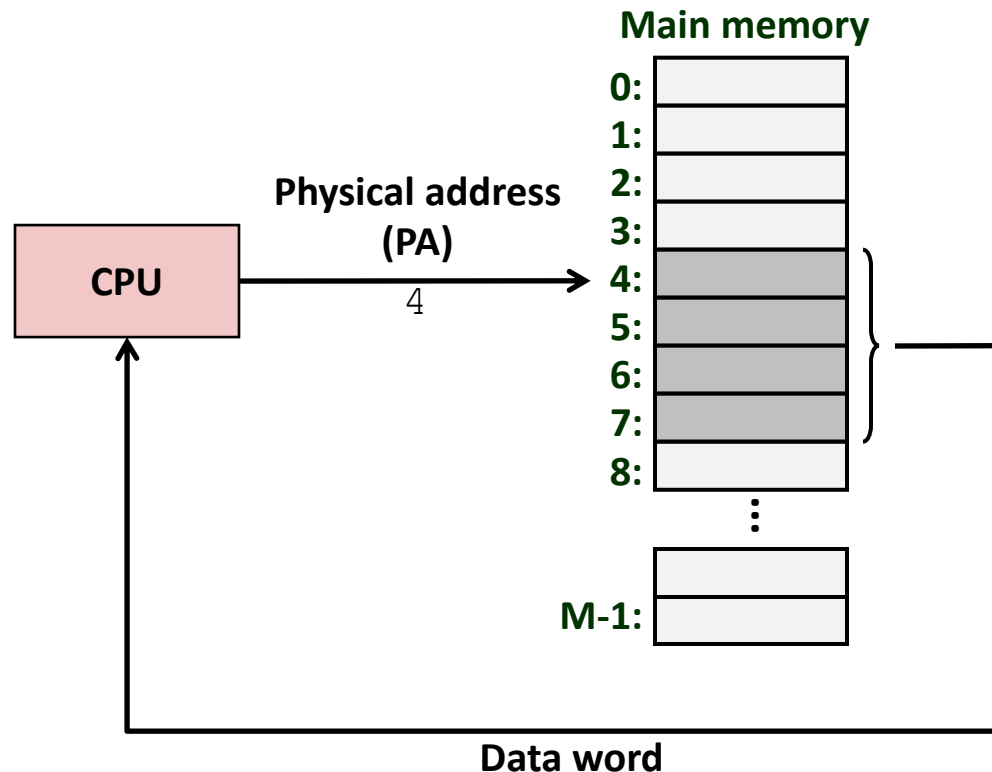 Main memory
0:
1:
2:
Physical address
(PA)
3:
CPU
4
4:
5:
6:
7:
8:
⋮
M-1:
Data word